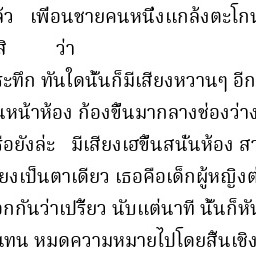 ล้ว เพื่อนชายคนหนึ่งแกล้งตะโกน
สิ ว่า
ระทึก ทันใดนั้นก็มีเสียงหวานๆ อีก
นหน้าห้อง ก้องขึ้นมากลางช่องว่าง
รือยังล่ะ มีเสียงเฮขึ้นสนั่นห้อง สา
ยงเป็นตาเดียว เธอคือเด็กผู้หญิงต่
อกกันว่าเปรี้ยว นับแต่นาที นั้นก็หัน
แทน หมดความหมายไปโดยสิ้นเชิง